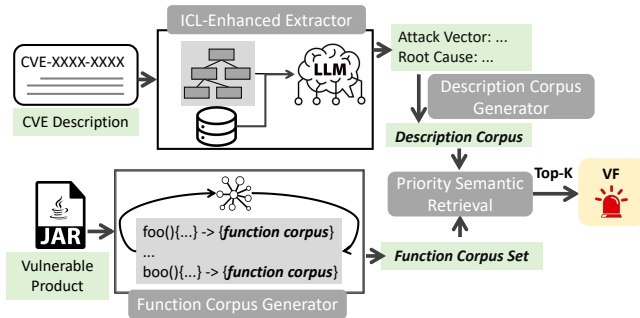 ICL-Enhanced Extractor
CVE-XXXX-XXXX
CVE Description
LLM
Attack Vector: ...
Root Cause: ...
Description Corpus
Generator
Description Corpus
Priority Semantic
Retrieval
Top-K
VF
Java
JAR
Vulnerable
Product
foo(){...} -> {function corpus}
...
boo(){...} -> {function corpus}
Function Corpus Generator
Function Corpus Set